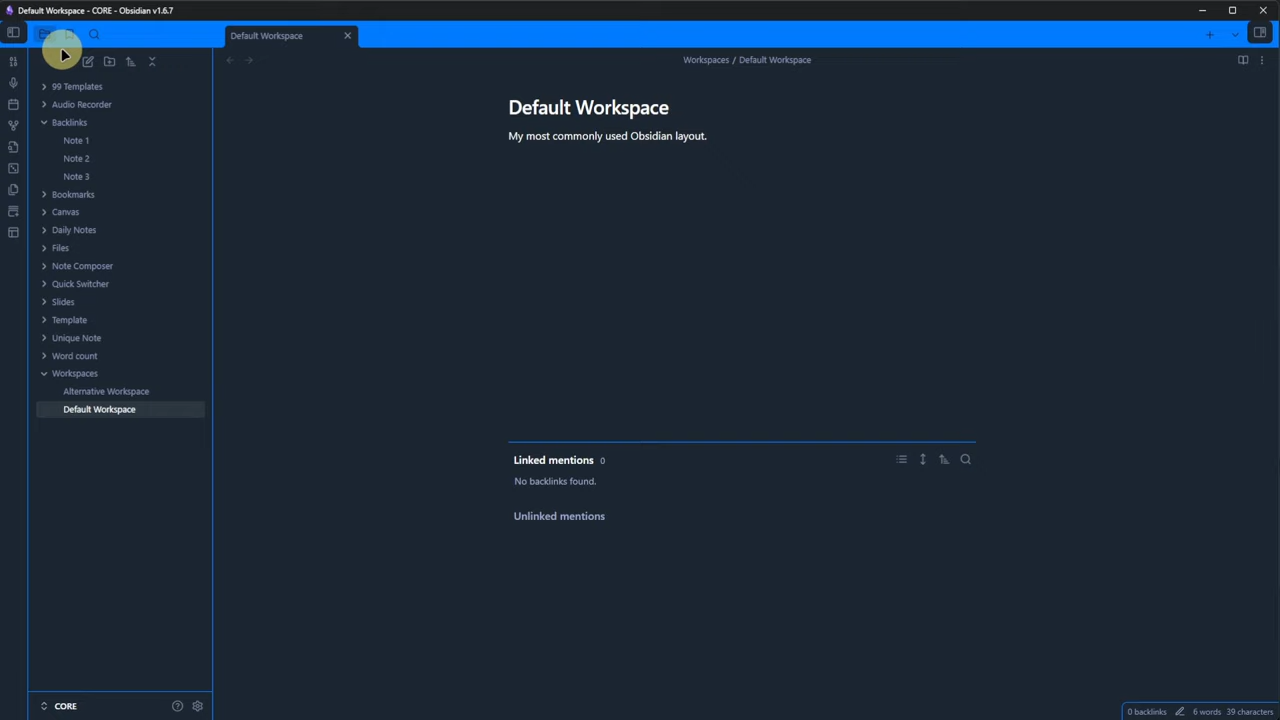 Default Workspace - CORE - Obsidian v1.6.7
Default Workspace
Workspaces / Default Workspace
99 Templates
Audio Recorder
Backlinks
Note 1
Note 2
Note 3
Bookmarks
Canvas
Daily Notes
Files
Note Composer
Quick Switcher
Slides
Template
Unique Note
Word count
Workspaces
Alternative Workspace
Default Workspace
CORE
Default Workspace
My most commonly used Obsidian layout.
Linked mentions 0
No backlinks found.
Unlinked mentions
0 backlinks 6 words 39 characters